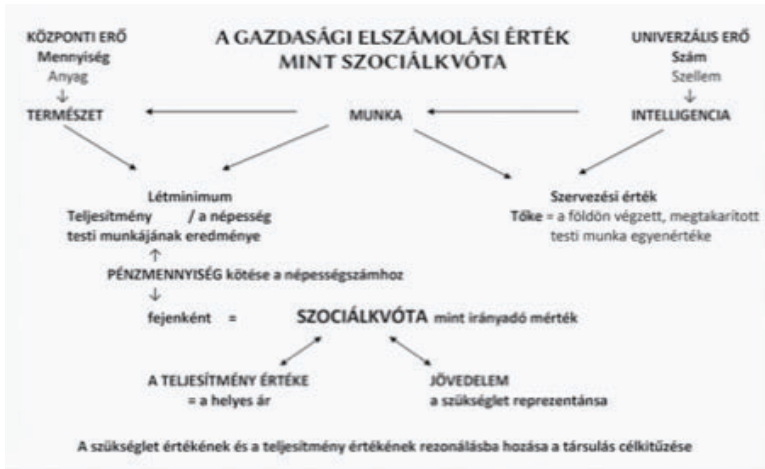 KÖZPONTI ERŐ
Mennyiség
Anyag
↓
TERMÉSZET
A GAZDASÁGI ELSZÁMOLÁSI ÉRTÉK
MINT SZOCIÁLKVÓTA
MUNKA
UNIVERZÁLIS ERŐ
Szám
Szellem
↓
INTELLIGENCIA
Létminimum
Teljesítmény / a népesség
testi munkájának eredménye
Szervezési érték
Tőke = a földön végzett, megtakarított
testi munka egyenértéke
↑
PÉNZMENNYISÉG kötése a népességszámhoz
↓
fejenként = SZOCIÁLKVÓTA mint irányadó mérték
A TELJESÍTMÉNY ÉRTÉKE
= a helyes ár
JÖVEDELEM
a szükséglet reprezentánsa
A szükséglet értékének és a teljesítmény értékének rezonálásba hozása a társulás célkitűzése